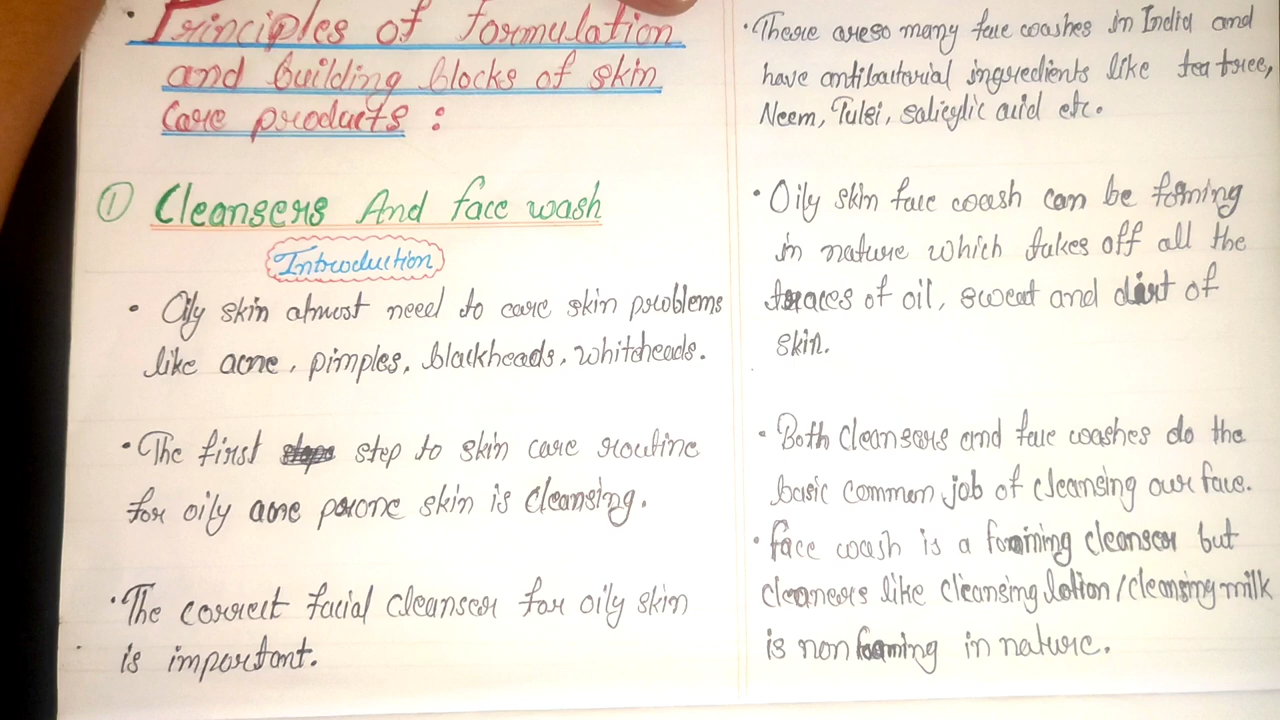 • Principles of formulation
and building blocks of skin
care products :
① Cleansers And face wash
Introduction
• Oily skin almost need to care skin problems
like acne, pimples, blackheads, whiteheads.
• The first step to skin care routine
for oily acne prone skin is cleansing.
• The correct facial cleanser for oily skin
is important.
• There are so many face washes in India and
have antibacterial ingredients like tea tree,
Neem, Tulsi, salicylic acid etc.
• Oily skin face wash can be foming
in nature which takes off all the
traces of oil, sweat and dirt of
skin.
• Both cleansers and face washes do the
basic common job of cleansing our face.
• face wash is a foaming cleanser but
cleaners like cleansing lotion/cleansing milk
is non foaming in nature.